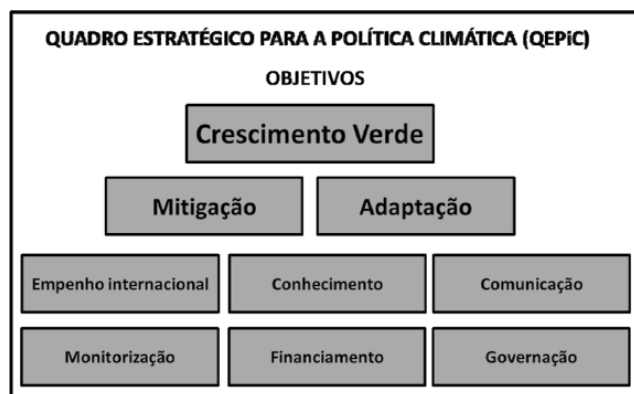 QUADRO ESTRATÉGICO PARA A POLÍTICA CLIMÁTICA (QEPiC)
OBJETIVOS
Crescimento Verde
Mitigação
Adaptação
Empenho internacional
Conhecimento
Comunicação
Monitorização
Financiamento
Governação